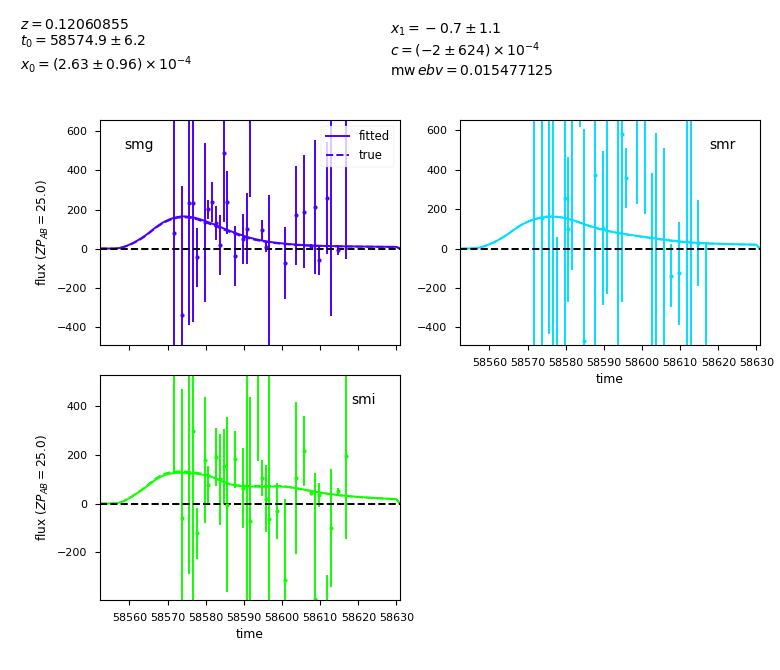 z = 0.12060855
t₀ = 58574.9 ± 6.2
x₀ = (2.63 ± 0.96) × 10⁻⁴
x₁ = −0.7 ± 1.1
c = (−2 ± 624) × 10⁻⁴
mw ebv = 0.015477125
smg
fitted
true
600
400
200
0
−200
−400
flux (ZP_AB = 25.0)
smr
600
400
200
0
−200
−400
58560 58570 58580 58590 58600 58610 58620 58630
time
smi
400
200
0
−200
flux (ZP_AB = 25.0)
58560 58570 58580 58590 58600 58610 58620 58630
time